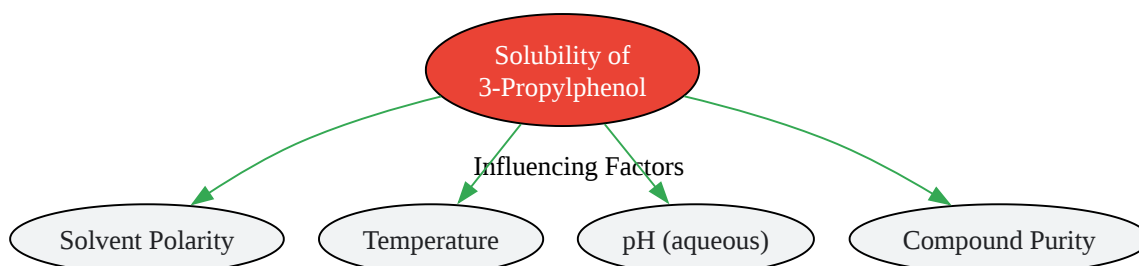 Solubility of
3-Propylphenol
Influencing Factors
Solvent Polarity
Temperature
pH (aqueous)
Compound Purity